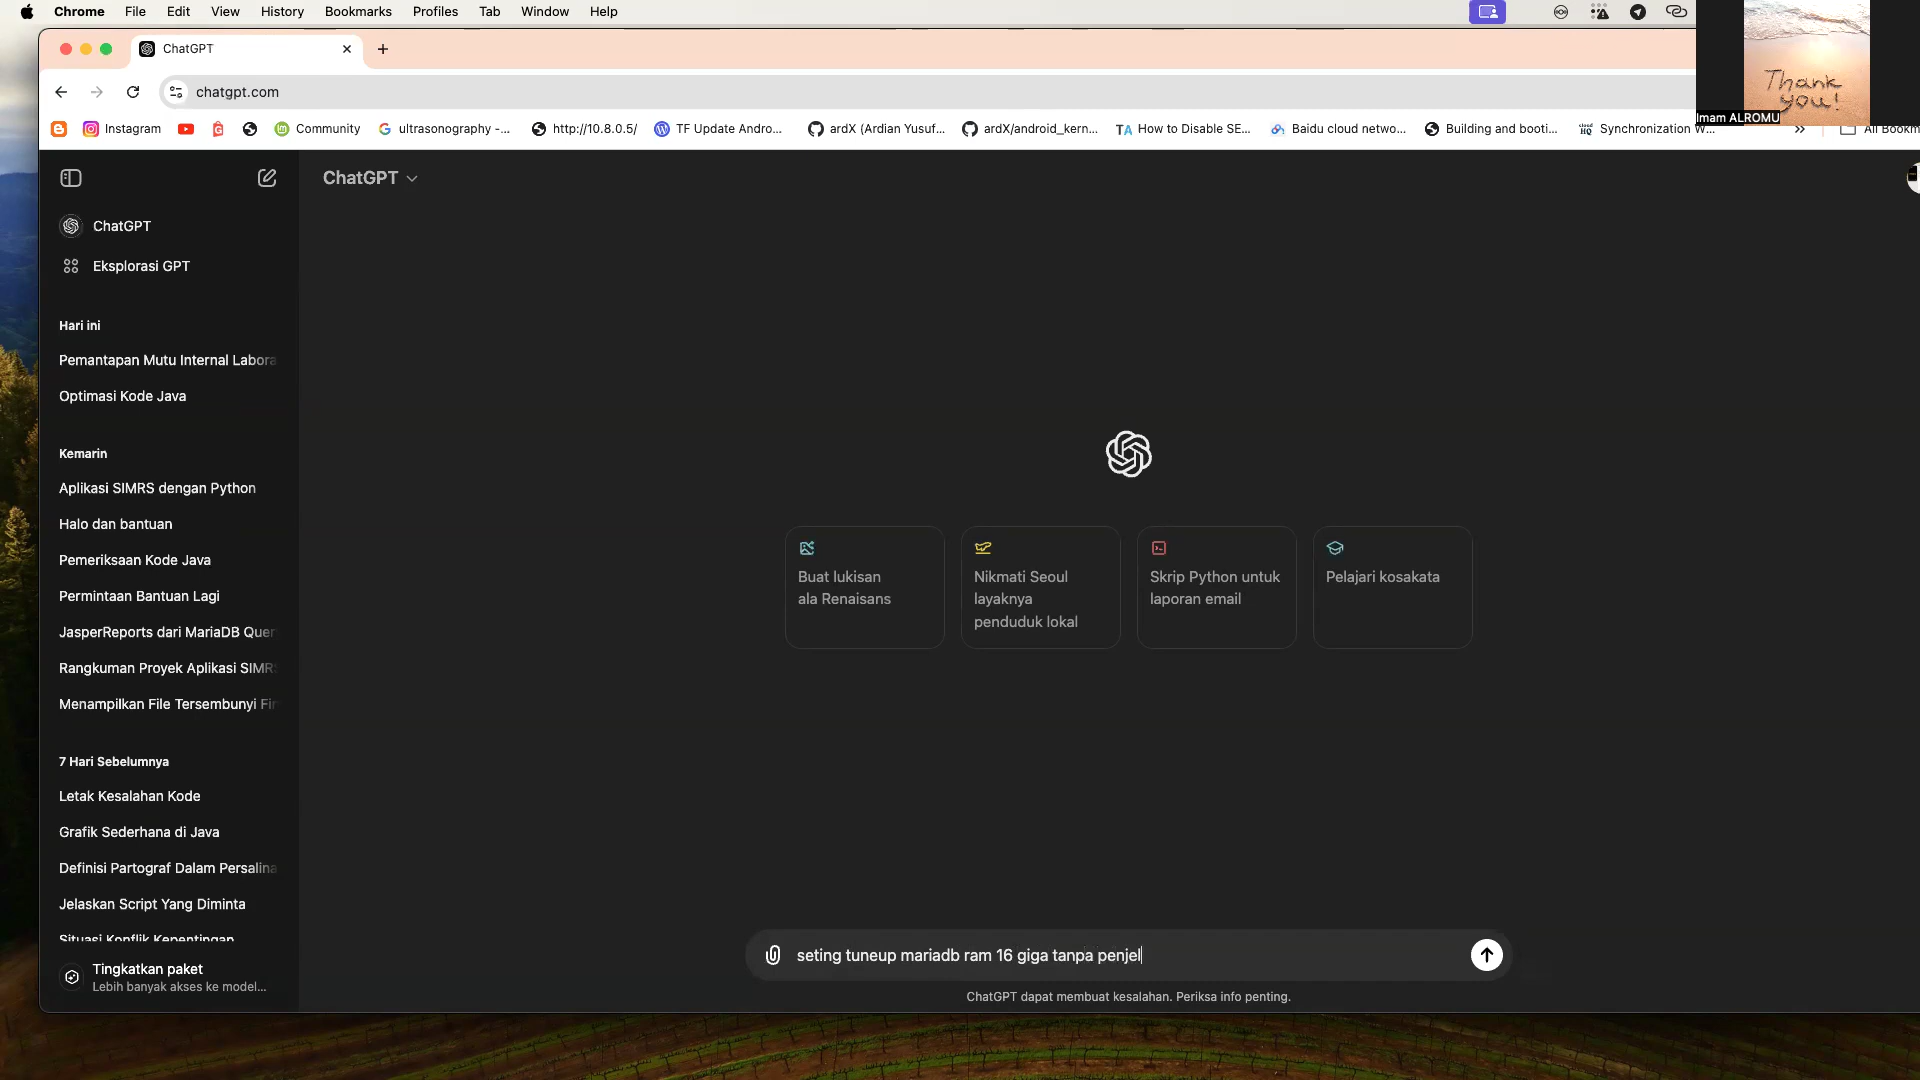 Chrome File Edit View History Bookmarks Profiles Tab Window Help
Thank
you!
Imam ALROMU
ChatGPT
chatgpt.com
Instagram Community ultrasonography -... http://10.8.0.5/ TF Update Andro... ardX (Ardian Yusuf... ardX/android_kern... TA How to Disable SE... Baidu cloud netwo... Building and booti... Synchronization W... » All Bookm
ChatGPT
ChatGPT
Eksplorasi GPT
Hari ini
Pemantapan Mutu Internal Labora
Optimasi Kode Java
Kemarin
Aplikasi SIMRS dengan Python
Halo dan bantuan
Pemeriksaan Kode Java
Permintaan Bantuan Lagi
JasperReports dari MariaDB Quer
Rangkuman Proyek Aplikasi SIMR
Menampilkan File Tersembunyi Fin
7 Hari Sebelumnya
Letak Kesalahan Kode
Grafik Sederhana di Java
Definisi Partograf Dalam Persalina
Jelaskan Script Yang Diminta
Situasi Konflik Kepentingan
Tingkatkan paket
Lebih banyak akses ke model...
Buat lukisan
ala Renaisans
Nikmati Seoul
layaknya
penduduk lokal
Skrip Python untuk
laporan email
Pelajari kosakata
seting tuneup mariadb ram 16 giga tanpa penjel
ChatGPT dapat membuat kesalahan. Periksa info penting.